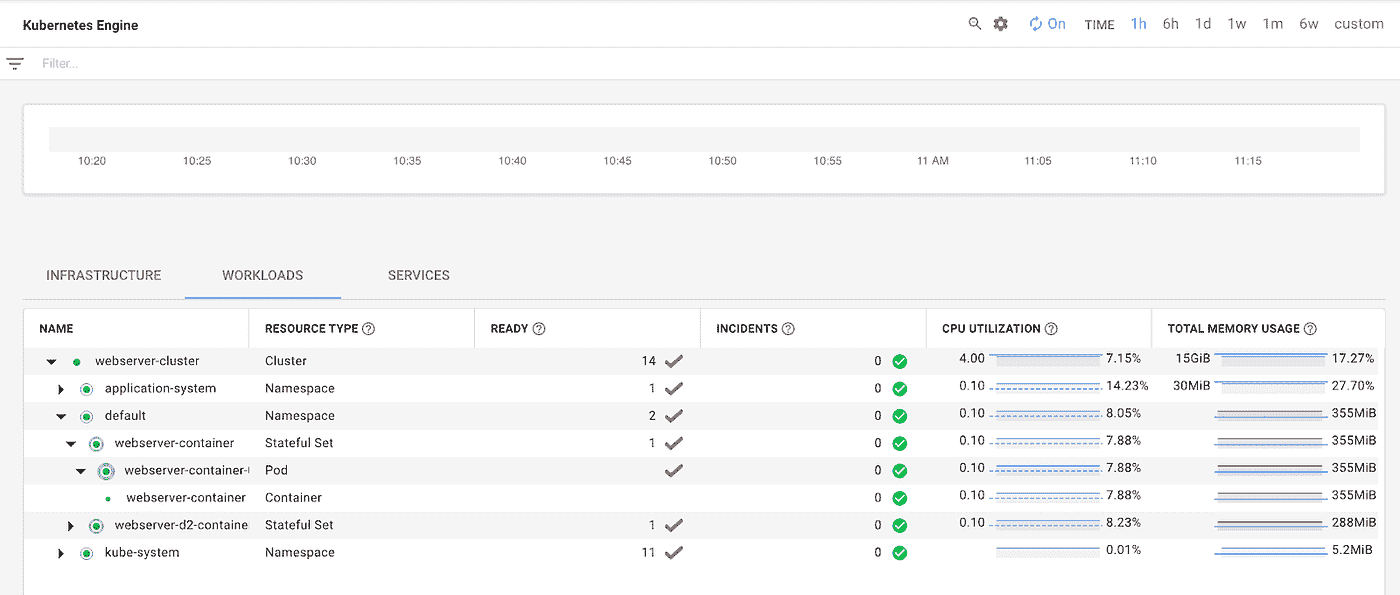 Kubernetes Engine
On TIME 1h 6h 1d 1w 1m 6w custom
Filter...
10:20 10:25 10:30 10:35 10:40 10:45 10:50 10:55 11 AM 11:05 11:10 11:15
INFRASTRUCTURE WORKLOADS SERVICES
NAME RESOURCE TYPE ? READY ? INCIDENTS ? CPU UTILIZATION ? TOTAL MEMORY USAGE ?
webserver-cluster Cluster 14 0 4.00 7.15% 15GiB 17.27%
application-system Namespace 1 0 0.10 14.23% 30MiB 27.70%
default Namespace 2 0 0.10 8.05% 355MiB
webserver-container Stateful Set 1 0 0.10 7.88% 355MiB
webserver-container- Pod 0 0.10 7.88% 355MiB
webserver-container Container 0 0.10 7.88% 355MiB
webserver-d2-containe Stateful Set 1 0 0.10 8.23% 288MiB
kube-system Namespace 11 0 0.01% 5.2MiB